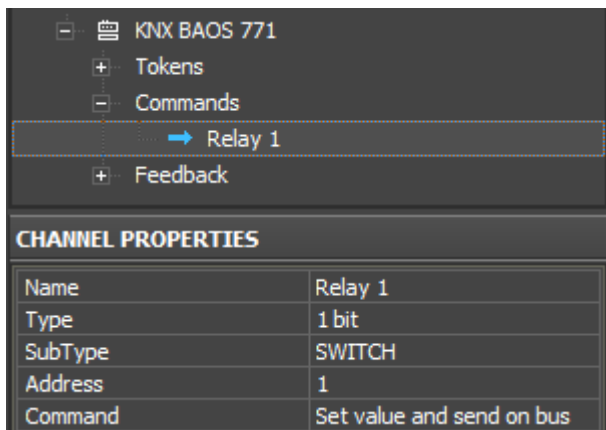 KNX BAOS 771
Tokens
Commands
Relay 1
Feedback
CHANNEL PROPERTIES
Name Relay 1
Type 1 bit
SubType SWITCH
Address 1
Command Set value and send on bus